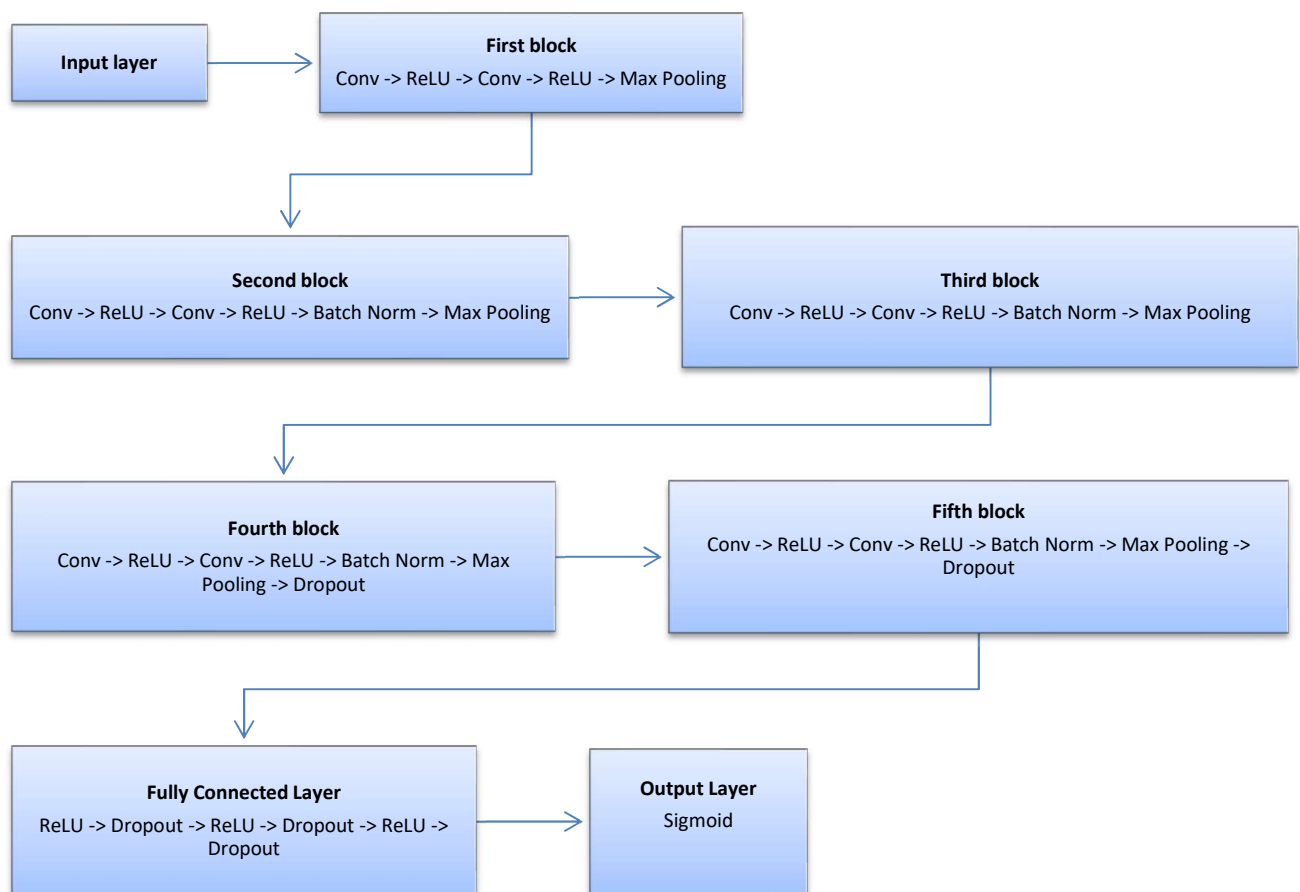 Input layer
First block
Conv -> ReLU -> Conv -> ReLU -> Max Pooling
Second block
Conv -> ReLU -> Conv -> ReLU -> Batch Norm -> Max Pooling
Third block
Conv -> ReLU -> Conv -> ReLU -> Batch Norm -> Max Pooling
Fourth block
Conv -> ReLU -> Conv -> ReLU -> Batch Norm -> Max
Pooling -> Dropout
Fifth block
Conv -> ReLU -> Conv -> ReLU -> Batch Norm -> Max Pooling ->
Dropout
Fully Connected Layer
ReLU -> Dropout -> ReLU -> Dropout -> ReLU ->
Dropout
Output Layer
Sigmoid